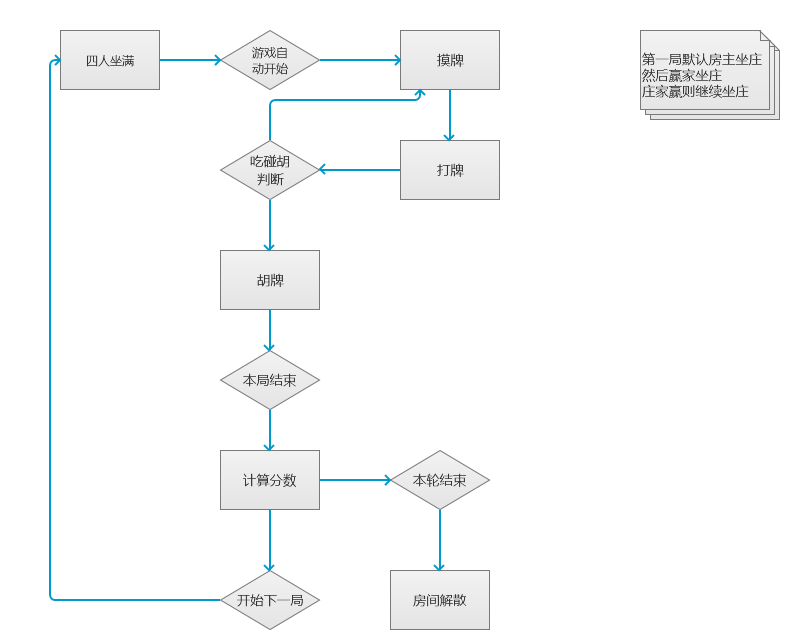 四人坐满
游戏自
动开始
摸牌
第一局默认房主坐庄
然后赢家坐庄
庄家赢则继续坐庄
吃碰胡
判断
打牌
胡牌
本局结束
计算分数
本轮结束
开始下一局
房间解散